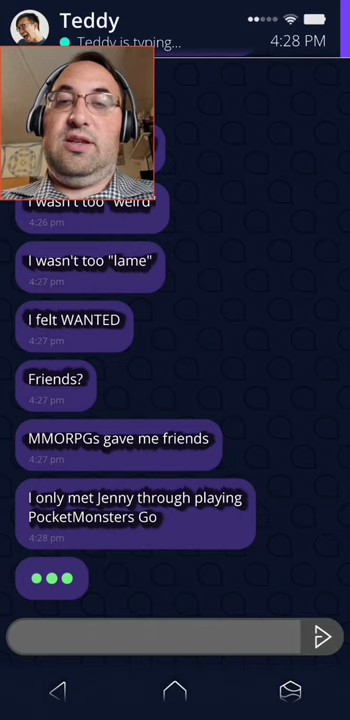 Teddy
Teddy is typing...
4:28 PM
I wasn't too "weird"
4:26 pm
I wasn't too "lame"
4:27 pm
I felt WANTED
4:27 pm
Friends?
4:27 pm
MMORPGs gave me friends
4:27 pm
I only met Jenny through playing
PocketMonsters Go
4:28 pm